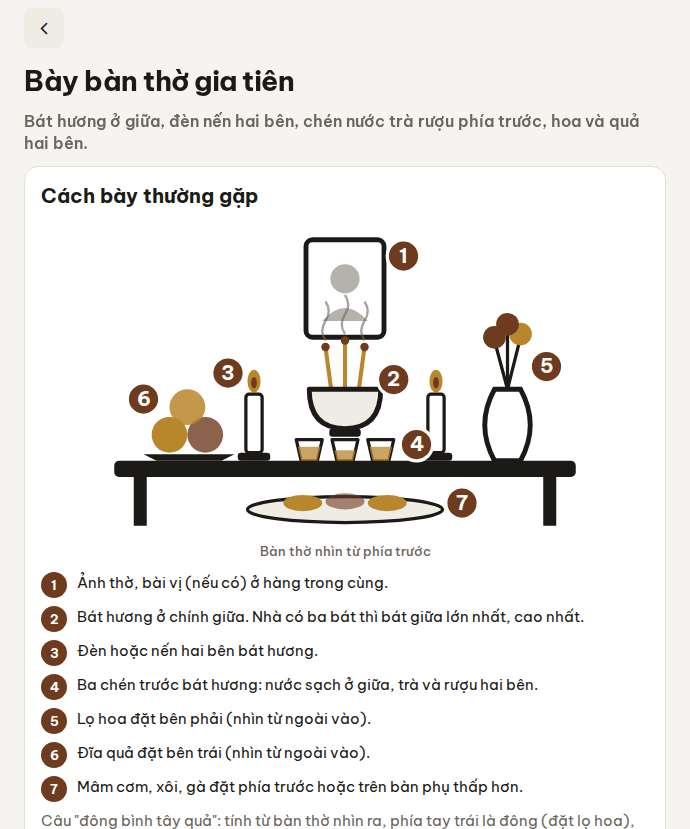 Bày bàn thờ gia tiên
Bát hương ở giữa, đèn nến hai bên, chén nước trà rượu phía trước, hoa và quả
hai bên.
Cách bày thường gặp
1
2
3
4
5
6
7
Bàn thờ nhìn từ phía trước
1 Ảnh thờ, bài vị (nếu có) ở hàng trong cùng.
2 Bát hương ở chính giữa. Nhà có ba bát thì bát giữa lớn nhất, cao nhất.
3 Đèn hoặc nến hai bên bát hương.
4 Ba chén trước bát hương: nước sạch ở giữa, trà và rượu hai bên.
5 Lọ hoa đặt bên phải (nhìn từ ngoài vào).
6 Đĩa quả đặt bên trái (nhìn từ ngoài vào).
7 Mâm cơm, xôi, gà đặt phía trước hoặc trên bàn phụ thấp hơn.
Câu "đông bình tây quả": tính từ bàn thờ nhìn ra, phía tay trái là đông (đặt lọ hoa),